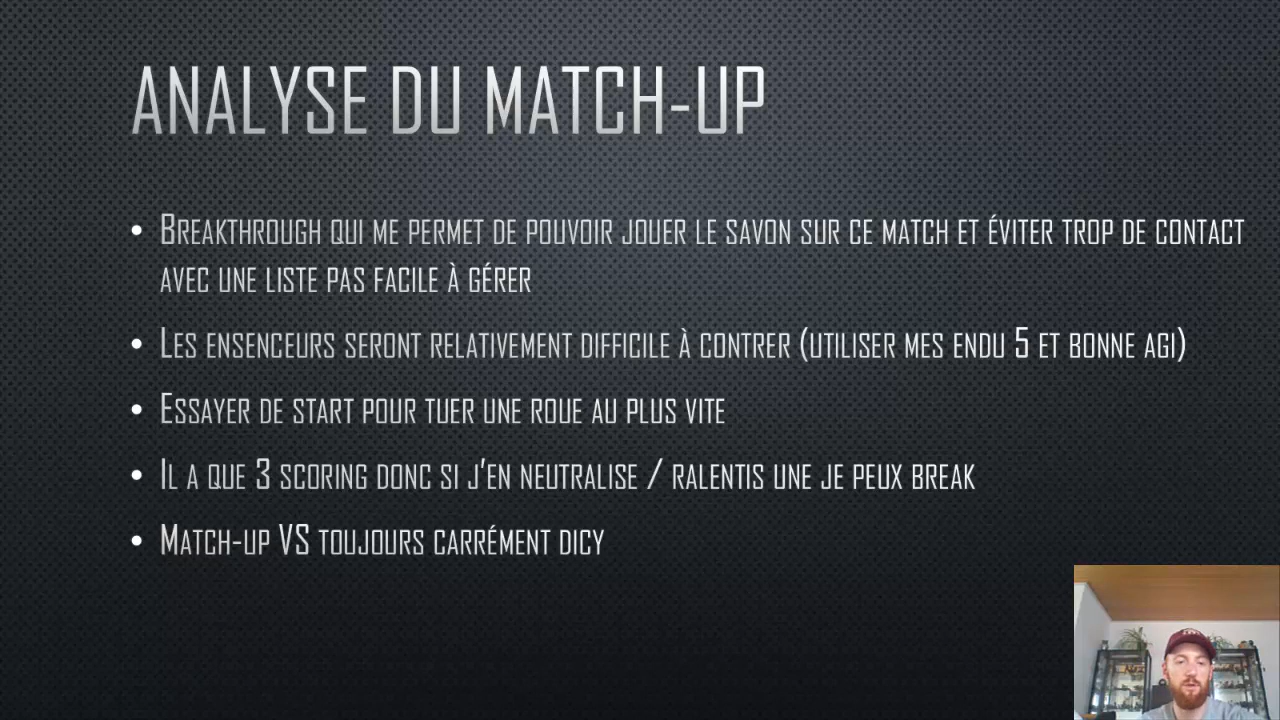 ANALYSE DU MATCH-UP
• BREAKTHROUGH QUI ME PERMET DE POUVOIR JOUER LE SAVON SUR CE MATCH ET ÉVITER TROP DE CONTACT
AVEC UNE LISTE PAS FACILE À GÉRER
• LES ENSENCEURS SERONT RELATIVEMENT DIFFICILE À CONTRER (UTILISER MES ENDU 5 ET BONNE AGI)
• ESSAYER DE START POUR TUER UNE ROUE AU PLUS VITE
• IL A QUE 3 SCORING DONC SI J'EN NEUTRALISE / RALENTIS UNE JE PEUX BREAK
• MATCH-UP VS TOUJOURS CARRÉMENT DICY